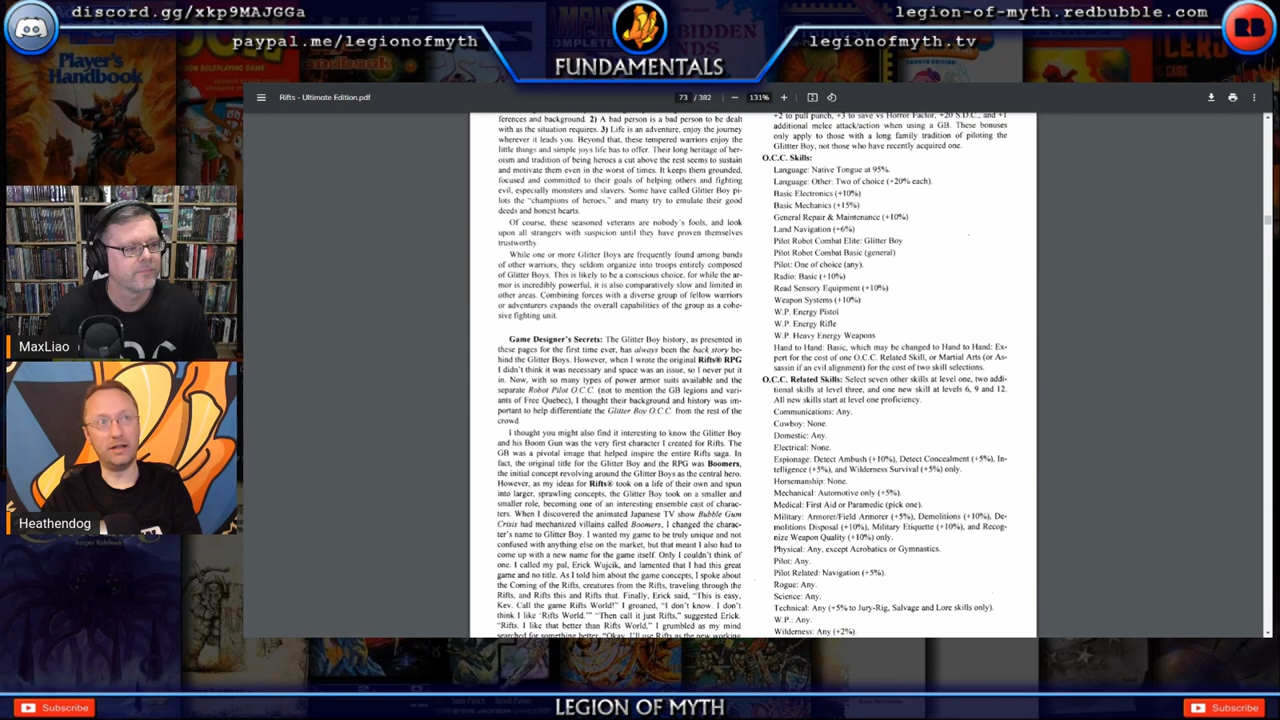 discord.gg/xkp9MAJGGa
legion-of-myth.redbubble.com
paypal.me/legionofmyth
legionofmyth.tv
FUNDAMENTALS
RB
Player's
Handbook
Rifts - Ultimate Edition.pdf
73 / 382
131%
ferences and background. 2) A bad person is a bad person to be dealt
with as the situation requires. 3) Life is an adventure, enjoy the journey
wherever it leads you. Beyond that, these tempered warriors enjoy the
little things and simple joys life has to offer. Their long heritage of her-
oism and tradition of being heroes a cut above the rest seems to sustain
and motivate them even in the worst of times. It keeps them grounded,
focused and committed to their goals of helping others and fighting
evil, especially monsters and slavers. Some have called Glitter Boy pi-
lots the "champions of heroes," and many try to emulate their good
deeds and honest hearts.
Of course, these seasoned veterans are nobody's fools, and look
upon all strangers with suspicion until they have proven themselves
trustworthy.
While one or more Glitter Boys are frequently found among bands
of other warriors, they seldom organize into troops entirely composed
of Glitter Boys. This is likely to be a conscious choice, for while the ar-
mor is incredibly powerful, it is also comparatively slow and limited in
other areas. Combining forces with a diverse group of fellow warriors
or adventurers expands the overall capabilities of the group as a cohe-
sive fighting unit.
Game Designer's Secrets: The Glitter Boy history, as presented in
these pages for the first time ever, has always been the back story be-
hind the Glitter Boys. However, when I wrote the original Rifts® RPG
I didn't think it was necessary and space was an issue, so I never put it
in. Now, with so many types of power armor suits available and the
separate Robot Pilot O.C.C. (not to mention the GB legions and vari-
ants of Free Quebec), I thought their background and history was im-
portant to help differentiate the Glitter Boy O.C.C. from the rest of the
crowd.
I thought you might also find it interesting to know the Glitter Boy
and his Boom Gun was the very first character I created for Rifts. The
GB was a pivotal image that helped inspire the entire Rifts saga. In
fact, the original title for the Glitter Boy and the RPG was Boomers,
the initial concept revolving around the Glitter Boys as the central hero.
However, as my ideas for Rifts® took on a life of their own and spun
into larger, sprawling concepts, the Glitter Boy took on a smaller and
smaller role, becoming one of an interesting ensemble cast of charac-
ters. When I discovered the animated Japanese TV show Bubble Gum
Crisis had mechanized villains called Boomers, I changed the charac-
ter's name to Glitter Boy. I wanted my game to be truly unique and not
confused with anything else on the market, but that meant I also had to
come up with a new name for the game itself. Only I couldn't think of
one. I called my pal, Erick Wujcik, and lamented that I had this great
game and no title. As I told him about the game concepts, I spoke about
the Coming of the Rifts, creatures from the Rifts, traveling through the
Rifts, and Rifts this and Rifts that. Finally, Erick said, "This is easy,
Kev. Call the game Rifts World!" I groaned, "I don't know. I don't
think I like 'Rifts World.'" "Then call it just Rifts," suggested Erick.
"Rifts. I like that better than Rifts World," I grumbled as my mind
searched for something better. "Okay, I'll use Rifts as the new working
+2 to pull punch, +3 to save vs Horror Factor, +20 S.D.C., and +1
additional melee attack/action when using a GB. These bonuses
only apply to those with a long family tradition of piloting the
Glitter Boy, not those who have recently acquired one.
O.C.C. Skills:
Language: Native Tongue at 95%.
Language: Other: Two of choice (+20% each).
Basic Electronics (+10%)
Basic Mechanics (+15%)
General Repair & Maintenance (+10%)
Land Navigation (+6%)
Pilot Robot Combat Elite: Glitter Boy
Pilot Robot Combat Basic (general)
Pilot: One of choice (any).
Radio: Basic (+10%)
Read Sensory Equipment (+10%)
Weapon Systems (+10%)
W.P. Energy Pistol
W.P. Energy Rifle
W.P. Heavy Energy Weapons
Hand to Hand: Basic, which may be changed to Hand to Hand: Ex-
pert for the cost of one O.C.C. Related Skill, or Martial Arts (or As-
sassin if an evil alignment) for the cost of two skill selections.
O.C.C. Related Skills: Select seven other skills at level one, two addi-
tional skills at level three, and one new skill at levels 6, 9 and 12.
All new skills start at level one proficiency.
Communications: Any.
Cowboy: None.
Domestic: Any.
Electrical: None.
Espionage: Detect Ambush (+10%), Detect Concealment (+5%), In-
telligence (+5%), and Wilderness Survival (+5%) only.
Horsemanship: None.
Mechanical: Automotive only (+5%).
Medical: First Aid or Paramedic (pick one).
Military: Armorer/Field Armorer (+5%), Demolitions (+10%), De-
molitions Disposal (+10%), Military Etiquette (+10%), and Recog-
nize Weapon Quality (+10%) only.
Physical: Any, except Acrobatics or Gymnastics.
Pilot: Any.
Pilot Related: Navigation (+5%).
Rogue: Any.
Science: Any.
Technical: Any (+5% to Jury-Rig, Salvage and Lore skills only).
W.P.: Any.
Wilderness: Any (+2%).
MaxLiao
Heathendog
Subscribe
LEGION OF MYTH
Subscribe